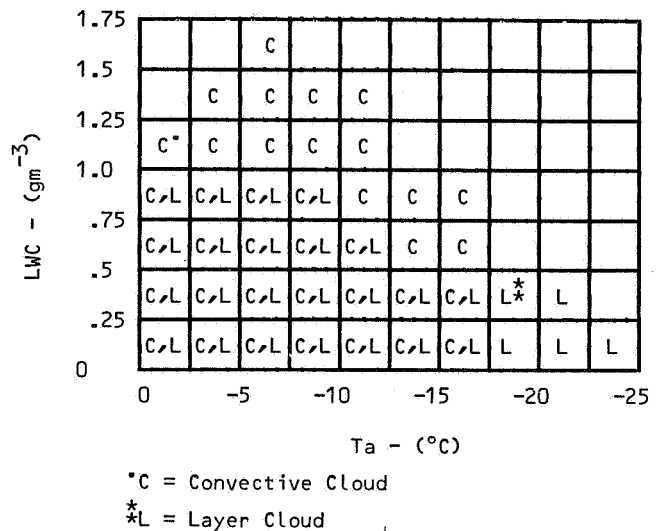 1.75
C
1.5
C C C C
1.25
C• C C C C
1.0
C,L C,L C,L C,L C C C
.75
C,L C,L C,L C,L C,L C C
.5
C,L C,L C,L C,L C,L C,L C,L L** L
.25
C,L C,L C,L C,L C,L C,L C,L L L L
0
0 -5 -10 -15 -20 -25
LWC - (gm-3)
Ta - (°C)
•C = Convective Cloud
**L = Layer Cloud